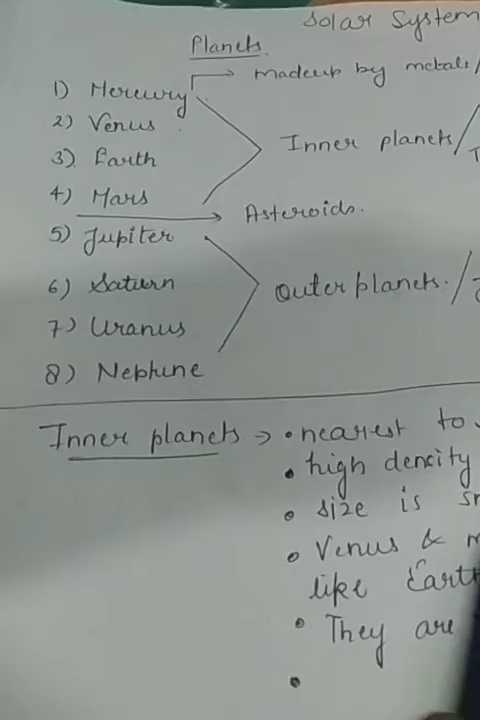 Solar System
Planets.
madeup by metals/
1) Mercury
2) Venus
3) Earth
Inner planets/
4) Mars
Asteroids.
5) Jupiter
6) Saturn
Outer planets./
7) Uranus
8) Neptune
Inner planets → • nearest to
• high density
• size is
• Venus &
like Earth
• They are
•